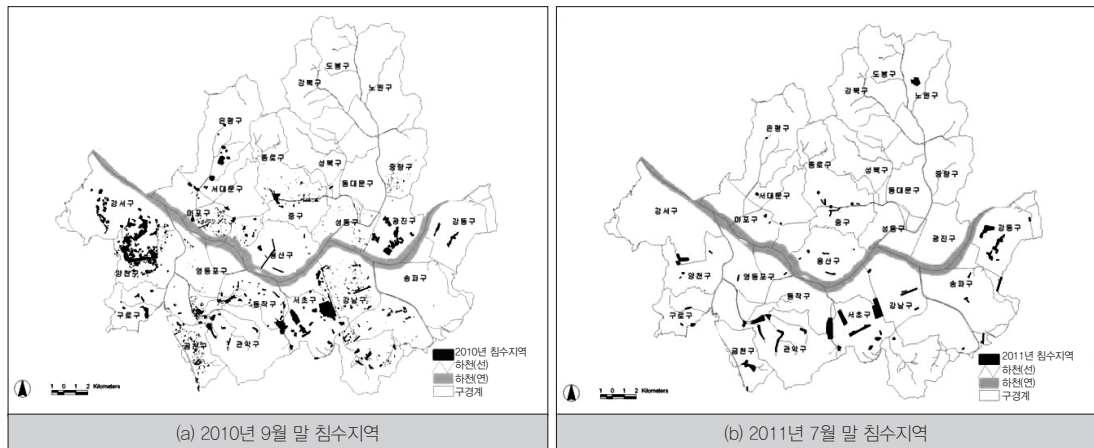 도봉구
강북구
노원구
은평구
종로구
성북구
중랑구
서대문구
동대문구
강서구
마포구
중구
성동구
광진구
강동구
용산구
양천구
영등포구
송파구
동작구
서초구
강남구
구로구
관악구
금천구
2010년 침수지역
하천(선)
하천(연)
구경계
1 0 1 2 Kilometers
(a) 2010년 9월 말 침수지역
도봉구
강북구
노원구
은평구
종로구
성북구
중랑구
서대문구
동대문구
강서구
마포구
중구
성동구
광진구
강동구
용산구
양천구
영등포구
송파구
동작구
서초구
강남구
구로구
금천구
관악구
2011년 침수지역
하천(선)
하천(연)
구경계
1 0 1 2 Kilometers
(b) 2011년 7월 말 침수지역